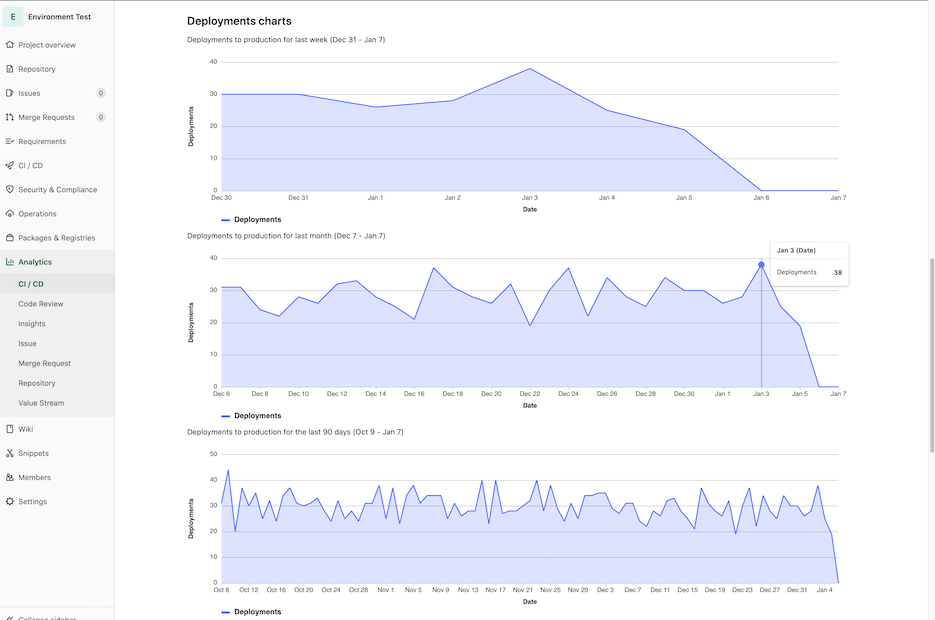 E Environment Test
Project overview
Repository
Issues 0
Merge Requests 0
Requirements
CI / CD
Security & Compliance
Operations
Packages & Registries
Analytics
CI / CD
Code Review
Insights
Issue
Merge Request
Repository
Value Stream
Wiki
Snippets
Members
Settings
Collapse sidebar
Deployments charts
Deployments to production for last week (Dec 31 - Jan 7)
40
30
20
10
0
Deployments
Dec 30 Dec 31 Jan 1 Jan 2 Jan 3 Jan 4 Jan 5 Jan 6 Jan 7
Date
Deployments
Deployments to production for last month (Dec 7 - Jan 7)
Jan 3 (Date)
Deployments 38
40
30
20
10
0
Deployments
Dec 6 Dec 8 Dec 10 Dec 12 Dec 14 Dec 16 Dec 18 Dec 20 Dec 22 Dec 24 Dec 26 Dec 28 Dec 30 Jan 1 Jan 3 Jan 5 Jan 7
Date
Deployments
Deployments to production for the last 90 days (Oct 9 - Jan 7)
50
40
30
20
10
0
Deployments
Oct 8 Oct 12 Oct 16 Oct 20 Oct 24 Oct 28 Nov 1 Nov 5 Nov 9 Nov 13 Nov 17 Nov 21 Nov 25 Nov 29 Dec 3 Dec 7 Dec 11 Dec 15 Dec 19 Dec 23 Dec 27 Dec 31 Jan 4
Date
Deployments